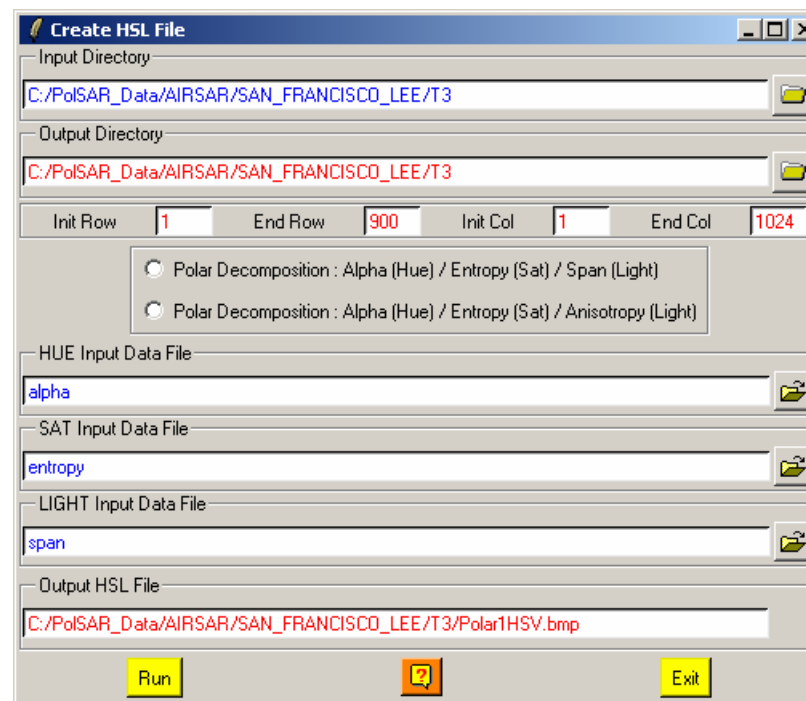 Create HSL File
Input Directory
C:/PolSAR_Data/AIRSAR/SAN_FRANCISCO_LEE/T3
Output Directory
C:/PolSAR_Data/AIRSAR/SAN_FRANCISCO_LEE/T3
Init Row 1 End Row 900 Init Col 1 End Col 1024
Polar Decomposition : Alpha (Hue) / Entropy (Sat) / Span (Light)
Polar Decomposition : Alpha (Hue) / Entropy (Sat) / Anisotropy (Light)
HUE Input Data File
alpha
SAT Input Data File
entropy
LIGHT Input Data File
span
Output HSL File
C:/PolSAR_Data/AIRSAR/SAN_FRANCISCO_LEE/T3/Polar1HSV.bmp
Run ? Exit